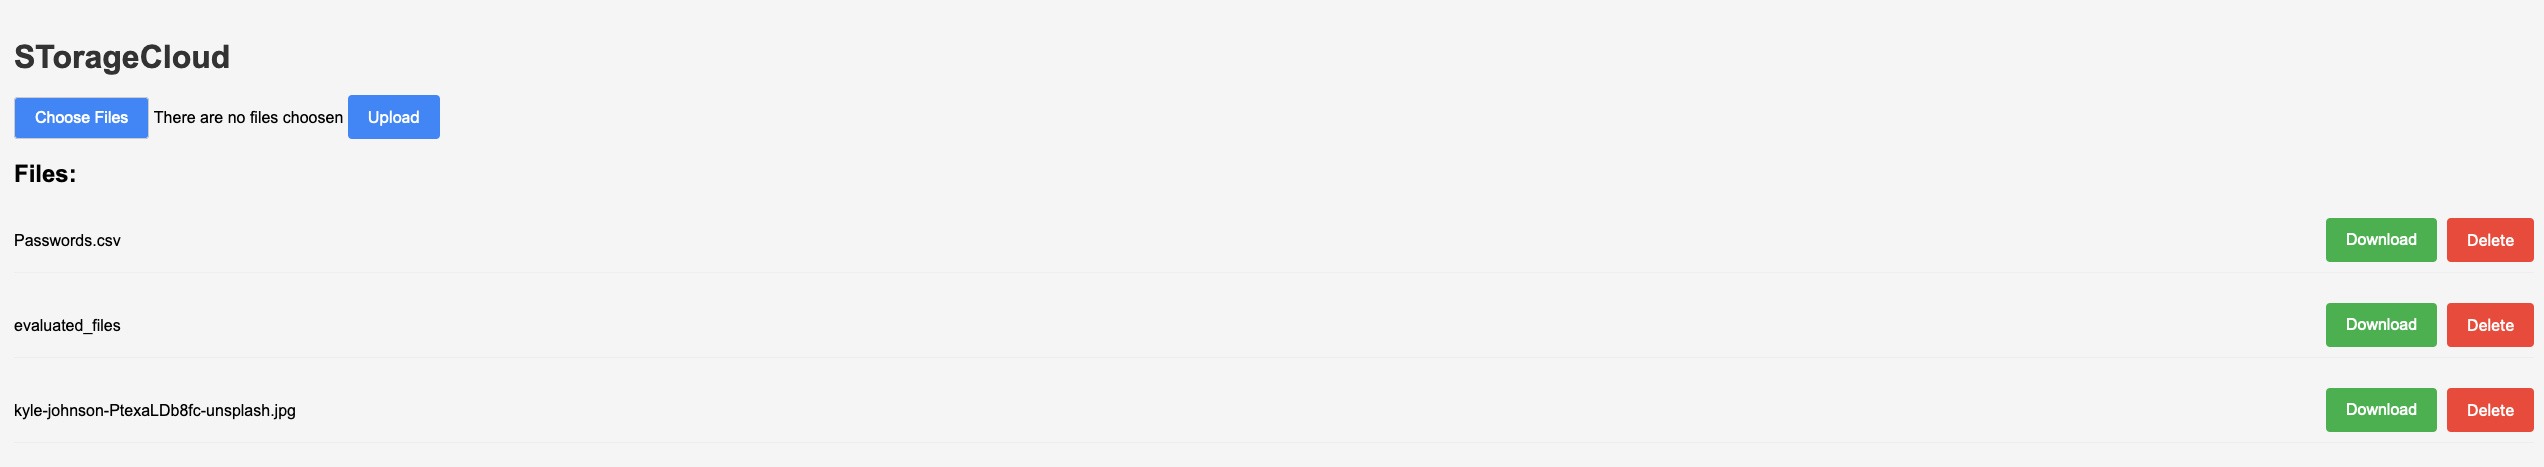 STorageCloud
Choose Files There are no files choosen Upload
Files:
Passwords.csv Download Delete
evaluated_files Download Delete
kyle-johnson-PtexaLDb8fc-unsplash.jpg Download Delete